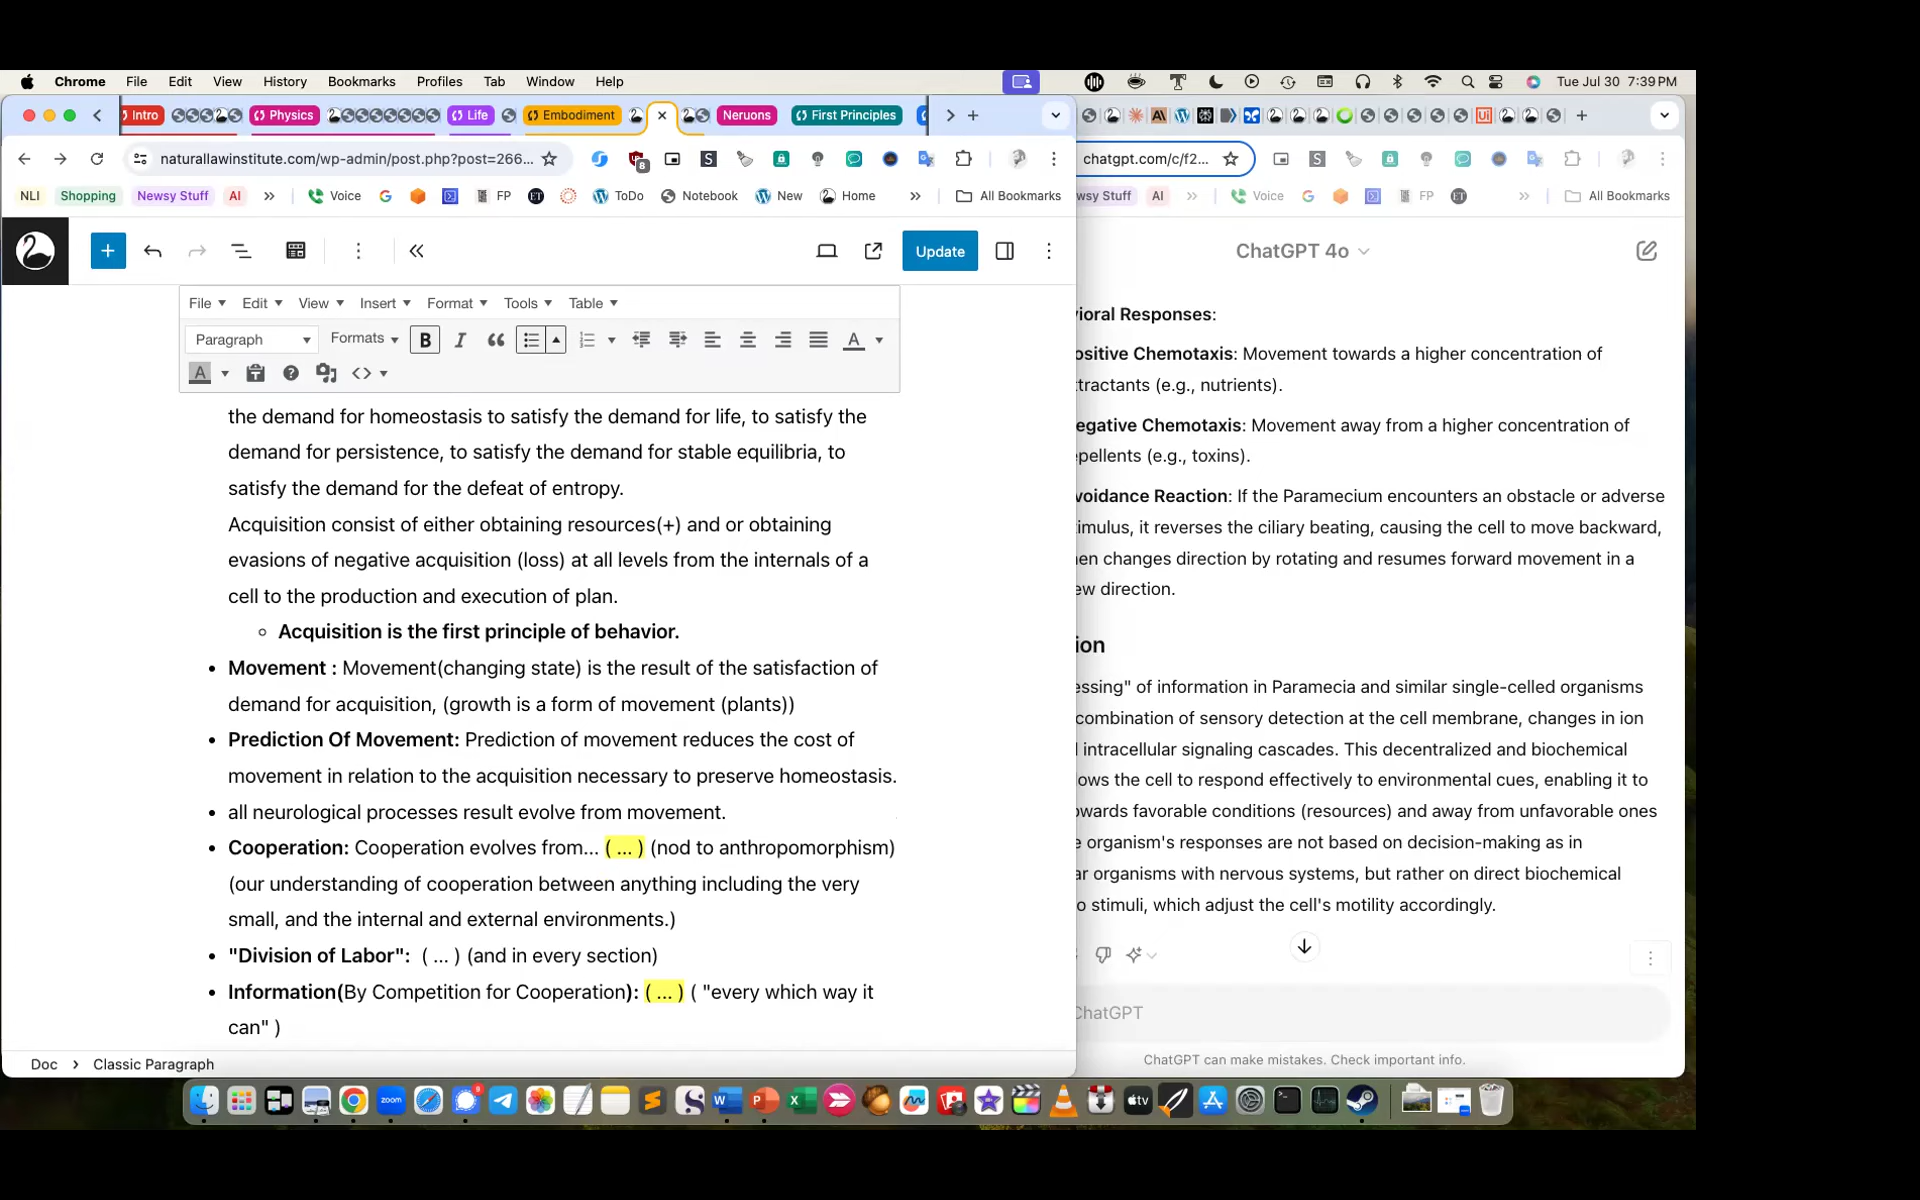 Chrome File Edit View History Bookmarks Profiles Tab Window Help Tue Jul 30 7:39 PM
Intro Physics Life Embodiment Neruons First Principles
naturallawinstitute.com/wp-admin/post.php?post=266... 8
chatgpt.com/c/f2...
NLI Shopping Newsy Stuff AI » Voice FP ET ToDo Notebook New Home » All Bookmarks
wsy Stuff AI » Voice FP ET » All Bookmarks
Update
File Edit View Insert Format Tools Table
Paragraph Formats B I A
A
the demand for homeostasis to satisfy the demand for life, to satisfy the
demand for persistence, to satisfy the demand for stable equilibria, to
satisfy the demand for the defeat of entropy.
Acquisition consist of either obtaining resources(+) and or obtaining
evasions of negative acquisition (loss) at all levels from the internals of a
cell to the production and execution of plan.
Acquisition is the first principle of behavior.
Movement : Movement(changing state) is the result of the satisfaction of
demand for acquisition, (growth is a form of movement (plants))
Prediction Of Movement: Prediction of movement reduces the cost of
movement in relation to the acquisition necessary to preserve homeostasis.
all neurological processes result evolve from movement.
Cooperation: Cooperation evolves from... ( ... ) (nod to anthropomorphism)
(our understanding of cooperation between anything including the very
small, and the internal and external environments.)
"Division of Labor": ( ... ) (and in every section)
Information(By Competition for Cooperation): ( ... ) ( "every which way it
can" )
Doc › Classic Paragraph
ChatGPT 4o
ioral Responses:
ositive Chemotaxis: Movement towards a higher concentration of
tractants (e.g., nutrients).
egative Chemotaxis: Movement away from a higher concentration of
pellents (e.g., toxins).
voidance Reaction: If the Paramecium encounters an obstacle or adverse
imulus, it reverses the ciliary beating, causing the cell to move backward,
en changes direction by rotating and resumes forward movement in a
ew direction.
ion
essing" of information in Paramecia and similar single-celled organisms
combination of sensory detection at the cell membrane, changes in ion
l intracellular signaling cascades. This decentralized and biochemical
lows the cell to respond effectively to environmental cues, enabling it to
owards favorable conditions (resources) and away from unfavorable ones
e organism's responses are not based on decision-making as in
ar organisms with nervous systems, but rather on direct biochemical
o stimuli, which adjust the cell's motility accordingly.
ChatGPT
ChatGPT can make mistakes. Check important info.
zoom W P X tv